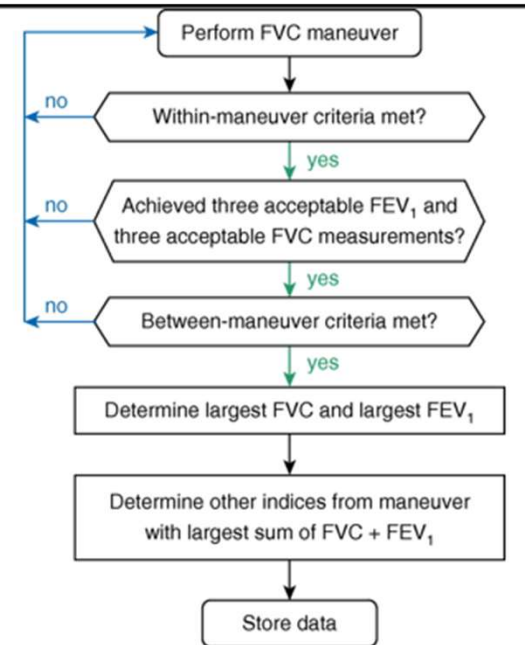 Perform FVC maneuver
no
Within-maneuver criteria met?
yes
no
Achieved three acceptable FEV₁ and
three acceptable FVC measurements?
yes
no
Between-maneuver criteria met?
yes
Determine largest FVC and largest FEV₁
Determine other indices from maneuver
with largest sum of FVC + FEV₁
Store data